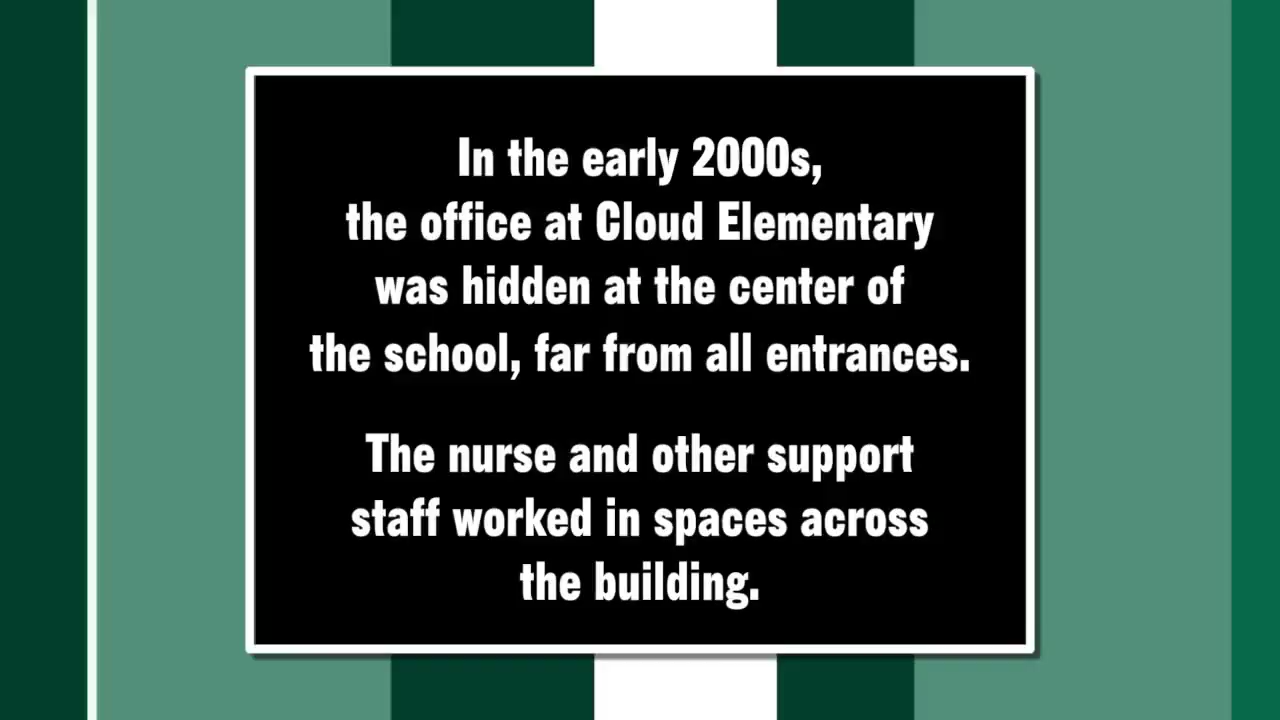 In the early 2000s,
the office at Cloud Elementary
was hidden at the center of
the school, far from all entrances.
The nurse and other support
staff worked in spaces across
the building.